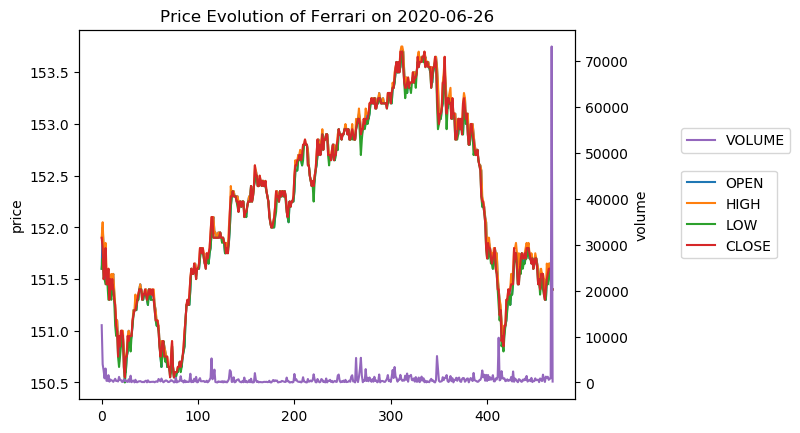 Price Evolution of Ferrari on 2020-06-26
price
153.5
153.0
152.5
152.0
151.5
151.0
150.5
0
100
200
300
400
70000
60000
50000
40000
30000
20000
10000
0
volume
VOLUME
OPEN
HIGH
LOW
CLOSE